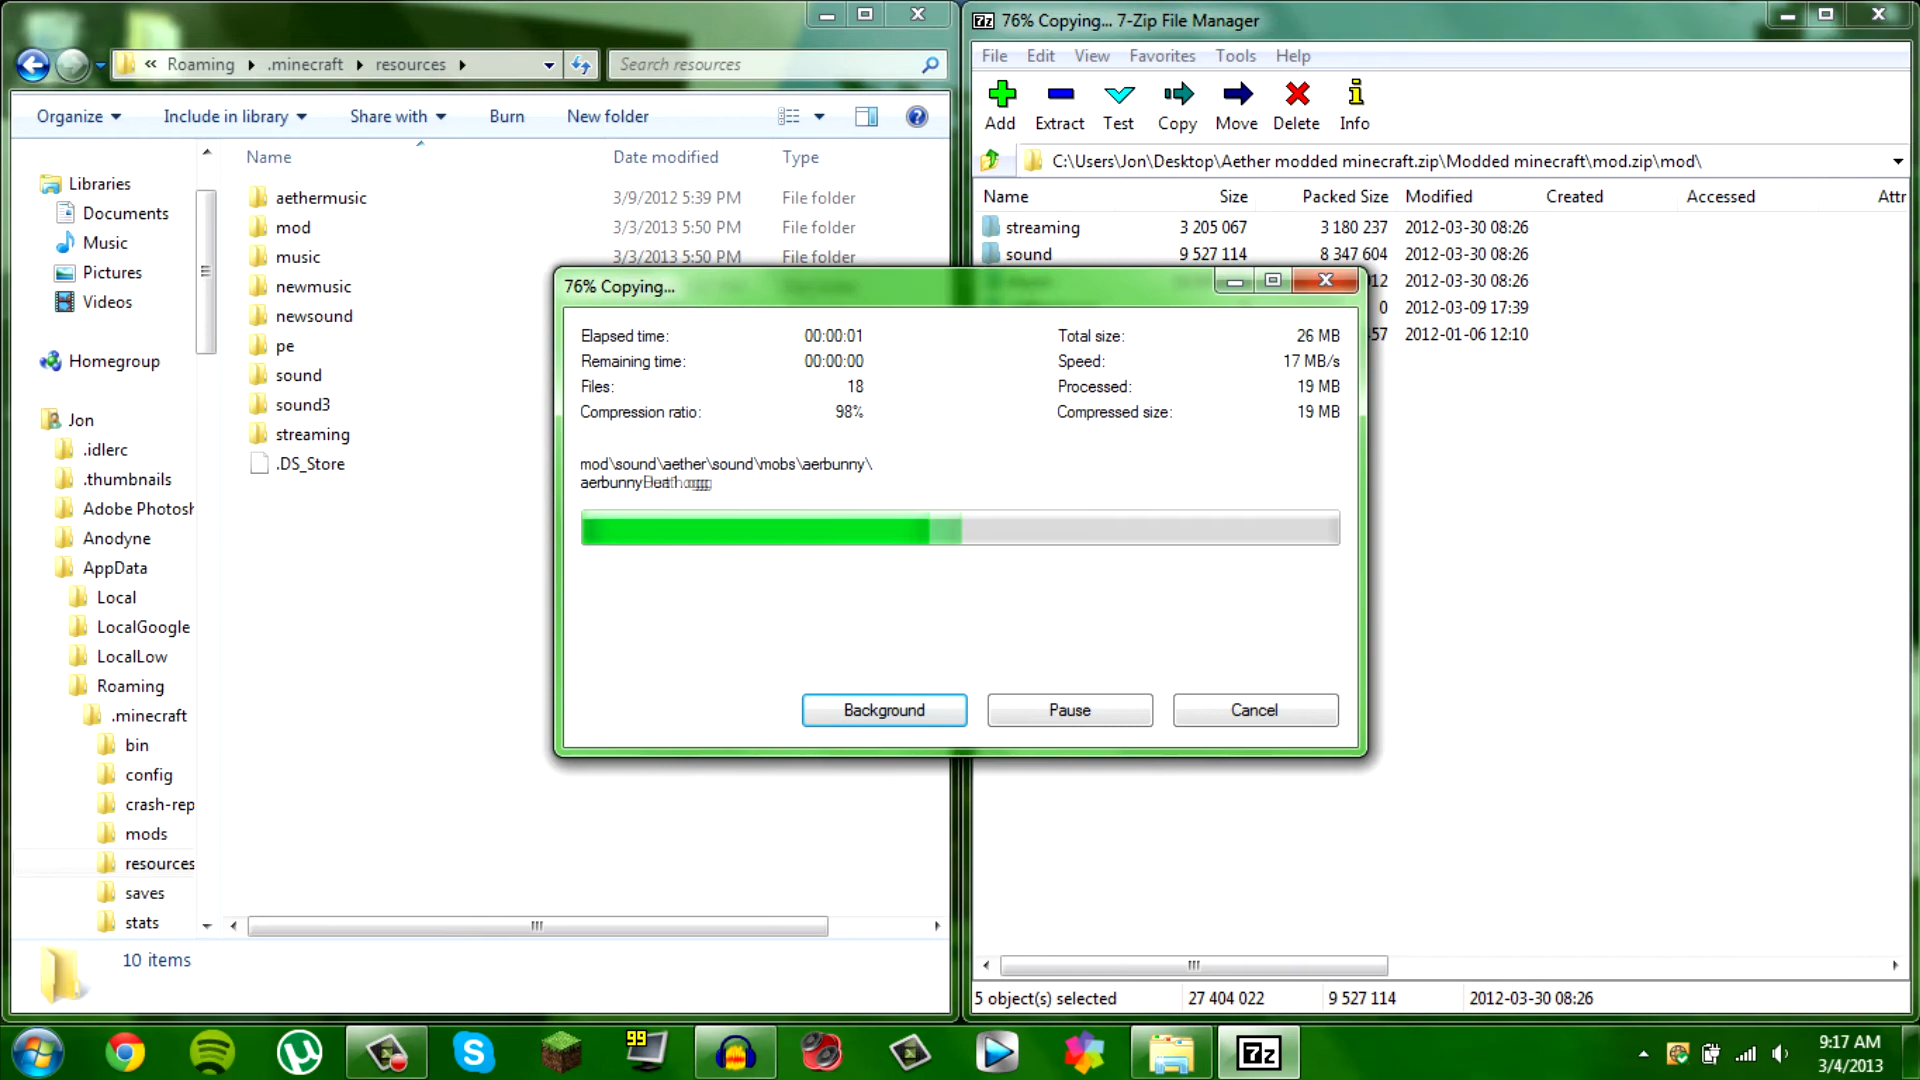 « Roaming ▸ .minecraft ▸ resources ▸
Search resources
Organize
Include in library
Share with
Burn
New folder
Name
Date modified
Type
Libraries
Documents
Music
Pictures
Videos
Homegroup
Jon
.idlerc
.thumbnails
Adobe Photosh
Anodyne
AppData
Local
LocalGoogle
LocalLow
Roaming
.minecraft
bin
config
crash-rep
mods
resources
saves
stats
aethermusic 3/9/2012 5:39 PM File folder
mod 3/3/2013 5:50 PM File folder
music 3/3/2013 5:50 PM File folder
newmusic
newsound
pe
sound
sound3
streaming
.DS_Store
10 items
7z 76% Copying... 7-Zip File Manager
File Edit View Favorites Tools Help
Add Extract Test Copy Move Delete Info
C:\Users\Jon\Desktop\Aether modded minecraft.zip\Modded minecraft\mod.zip\mod\
Name Size Packed Size Modified Created Accessed Attr
streaming 3 205 067 3 180 237 2012-03-30 08:26
sound 9 527 114 8 347 604 2012-03-30 08:26
2012-03-30 08:26
0 2012-03-09 17:39
2012-01-06 12:10
76% Copying...
Elapsed time: 00:00:01 Total size: 26 MB
Remaining time: 00:00:00 Speed: 17 MB/s
Files: 18 Processed: 19 MB
Compression ratio: 98% Compressed size: 19 MB
mod\sound\aether\sound\mobs\aerbunny\
Background
Pause
Cancel
5 object(s) selected 27 404 022 9 527 114 2012-03-30 08:26
99
7z
9:17 AM
3/4/2013